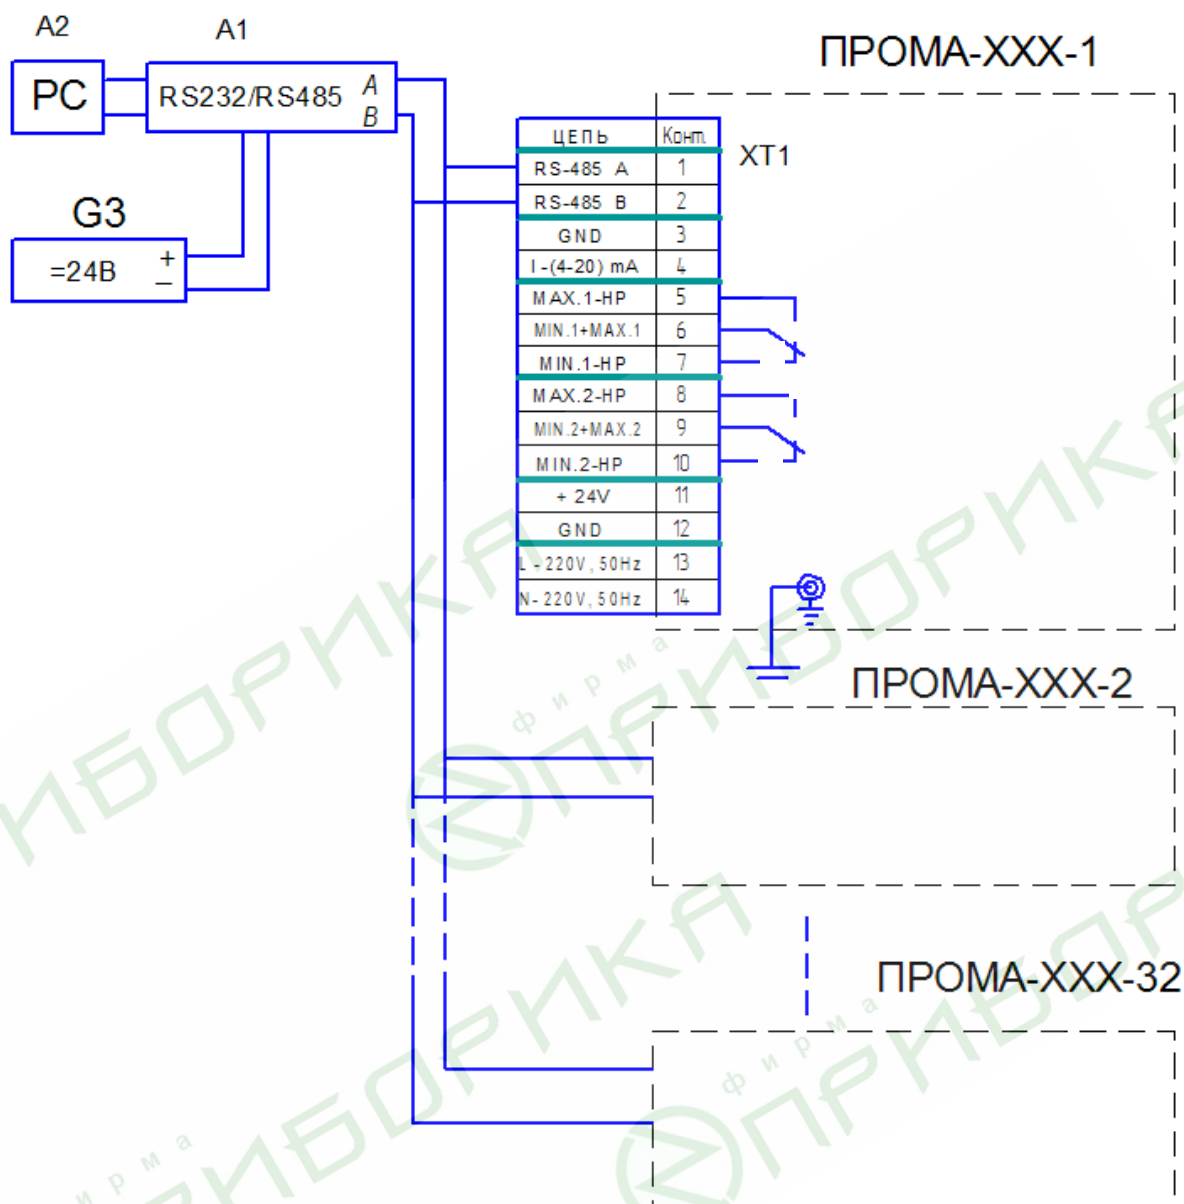 A2
A1
ПРОМА-XXX-1
PC
RS232/RS485
A
B
ЦЕПЬ Конт.
XT1
RS-485 A 1
RS-485 B 2
G3
GND 3
=24В
+
−
I-(4-20) mA 4
MAX.1-HP 5
MIN.1+MAX.1 6
MIN.1-HP 7
MAX.2-HP 8
MIN.2+MAX.2 9
MIN.2-HP 10
+ 24V 11
GND 12
L-220V, 50Hz 13
N-220V, 50Hz 14
ПРОМА-XXX-2
ПРОМА-XXX-32
фирма
ПРИБОРИКА
фирма